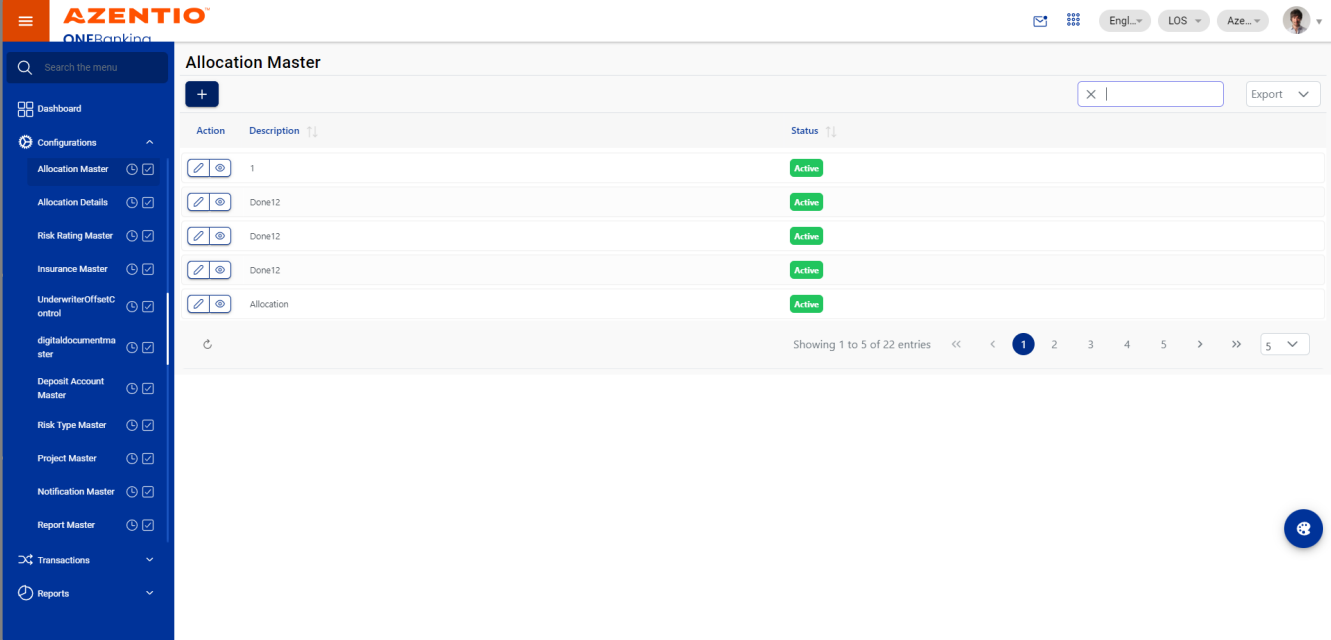 AZENTIO
ONEBanking
Engl...
LOS
Aze...
Search the menu
Dashboard
Configurations
Allocation Master
Allocation Details
Risk Rating Master
Insurance Master
UnderwriterOffsetC
ontrol
digitaldocumentma
ster
Deposit Account
Master
Risk Type Master
Project Master
Notification Master
Report Master
Transactions
Reports
Allocation Master
+
Export
Action Description Status
1 Active
Done12 Active
Done12 Active
Done12 Active
Allocation Active
Showing 1 to 5 of 22 entries << < 1 2 3 4 5 > >> 5